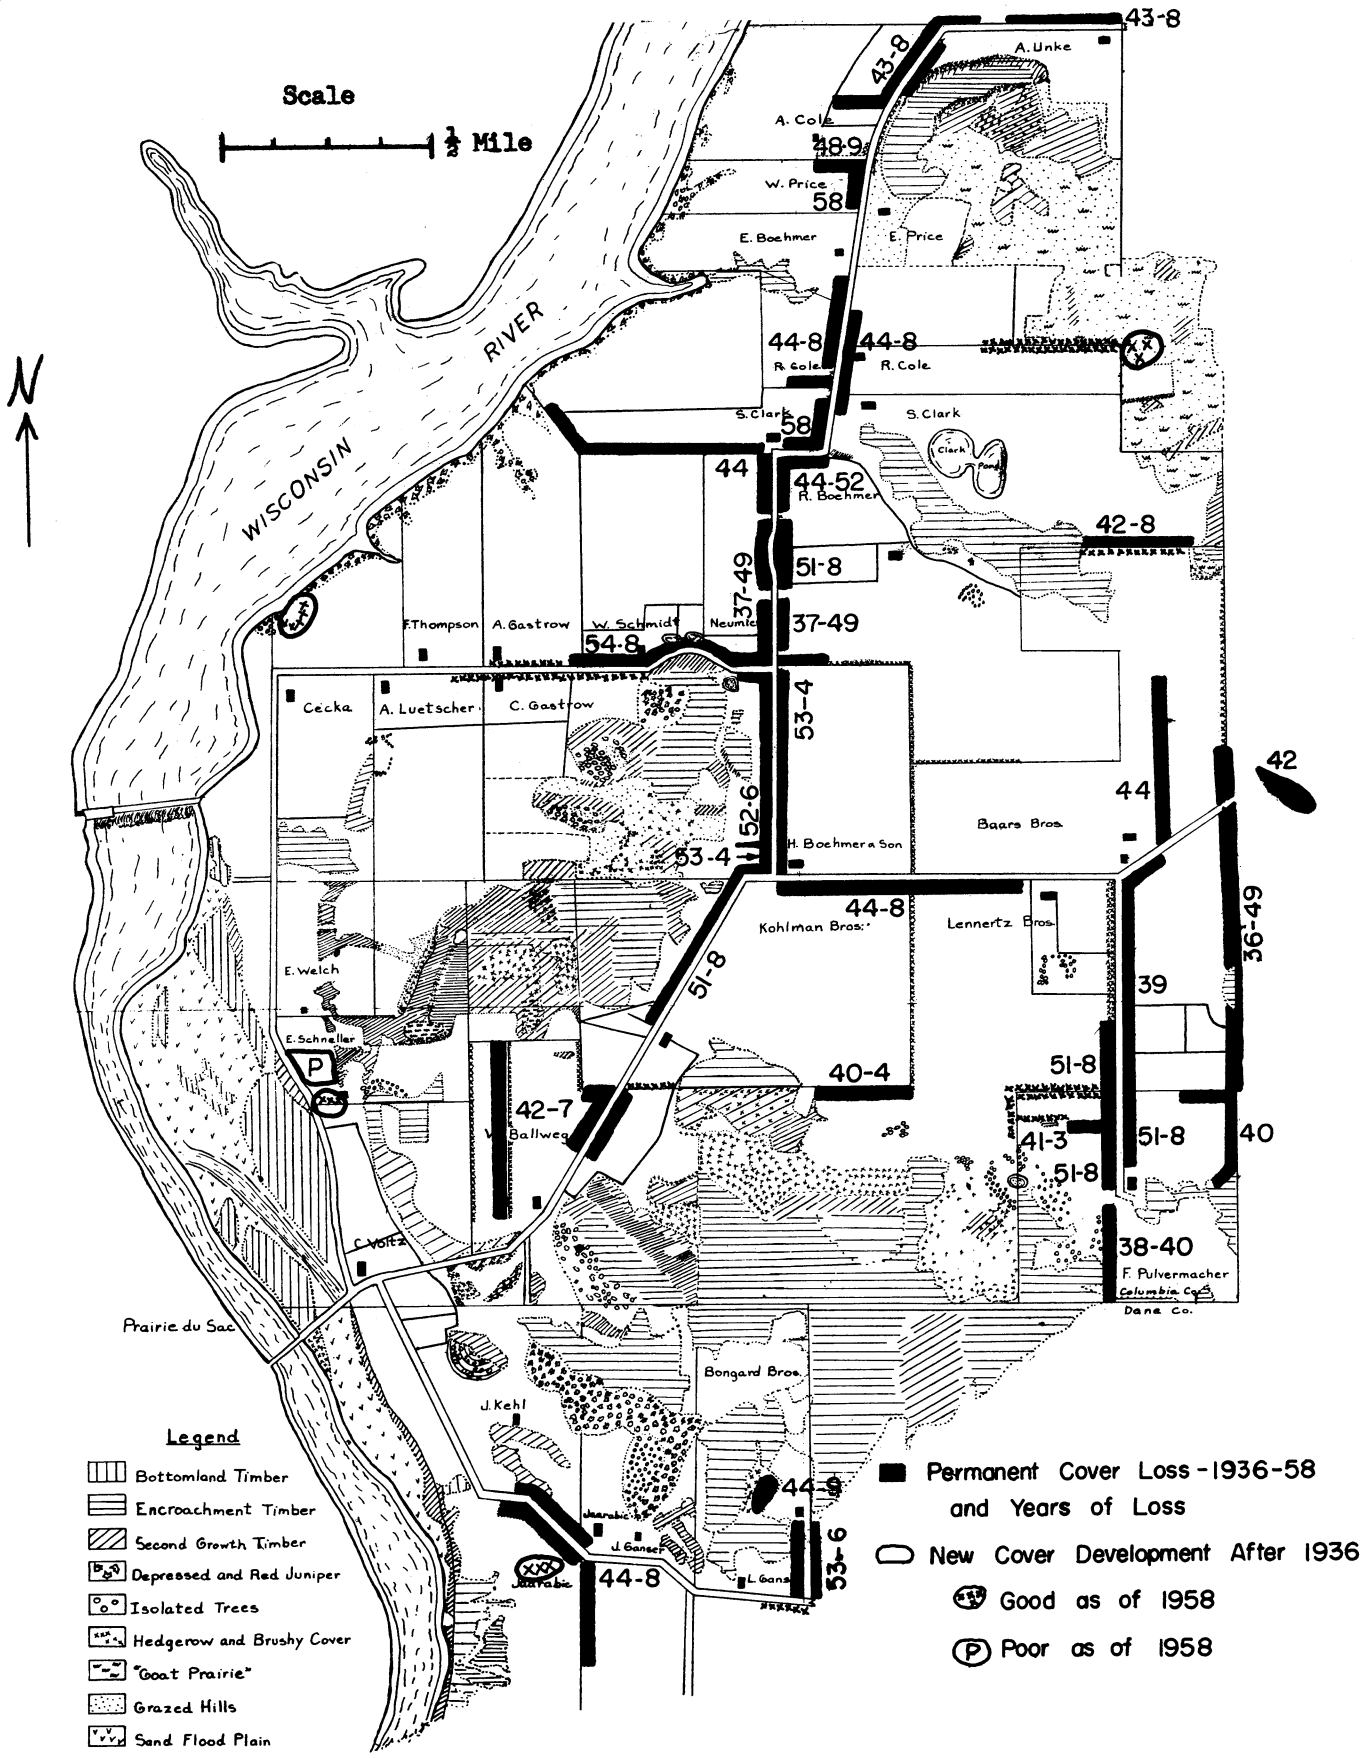 43-8
A. Unke
43-8
Scale
½ Mile
A. Cole
48-9
W. Price
58
E. Boehmer
E. Price
N
WISCONSIN RIVER
44-8
44-8
R. Cole
R. Cole
S. Clark
58
S. Clark
Clark
Pond
44
44-52
R. Boehmer
42-8
37-49
51-8
F. Thompson
A. Gastrow
W. Schmidt
37-49
54-8
Cecka
A. Luetscher
C. Gastrow
53-4
42
44
52-6
53-4
H. Boehmer & Son
Baars Bros.
44-8
Kohlman Bros.
Lennertz Bros.
36-49
E. Welch
51-8
39
E. Schneller
P
51-8
40-4
42-7
W. Ballweg
41-3
51-8
40
51-8
C. Voltz
38-40
F. Pulvermacher
Columbia Co.
Dane Co.
Prairie du Sac
Bongard Bros.
J. Kehl
44-9
Jaarabic
J. Ganser
L. Gans
53-6
Jaarabic
44-8
Legend
Bottomland Timber
Encroachment Timber
Second Growth Timber
Depressed and Red Juniper
Isolated Trees
Hedgerow and Brushy Cover
"Goat Prairie"
Grazed Hills
Sand Flood Plain
Permanent Cover Loss - 1936-58
and Years of Loss
New Cover Development After 1936
Good as of 1958
P Poor as of 1958